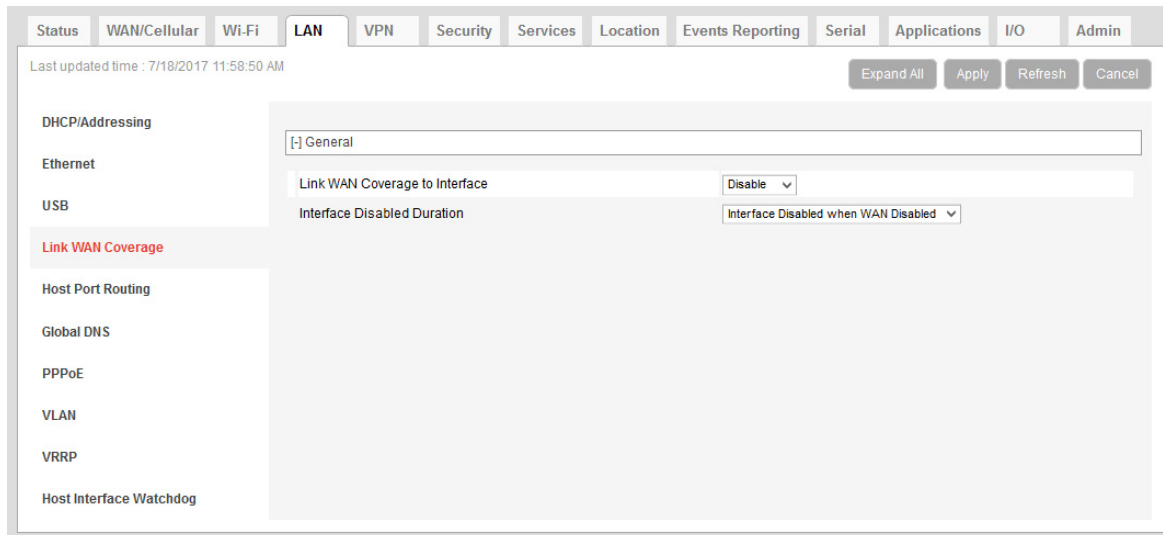 Status WAN/Cellular Wi-Fi LAN VPN Security Services Location Events Reporting Serial Applications I/O Admin
Last updated time : 7/18/2017 11:58:50 AM
Expand All Apply Refresh Cancel
DHCP/Addressing
Ethernet
USB
Link WAN Coverage
Host Port Routing
Global DNS
PPPoE
VLAN
VRRP
Host Interface Watchdog
[-] General
Link WAN Coverage to Interface Disable
Interface Disabled Duration Interface Disabled when WAN Disabled